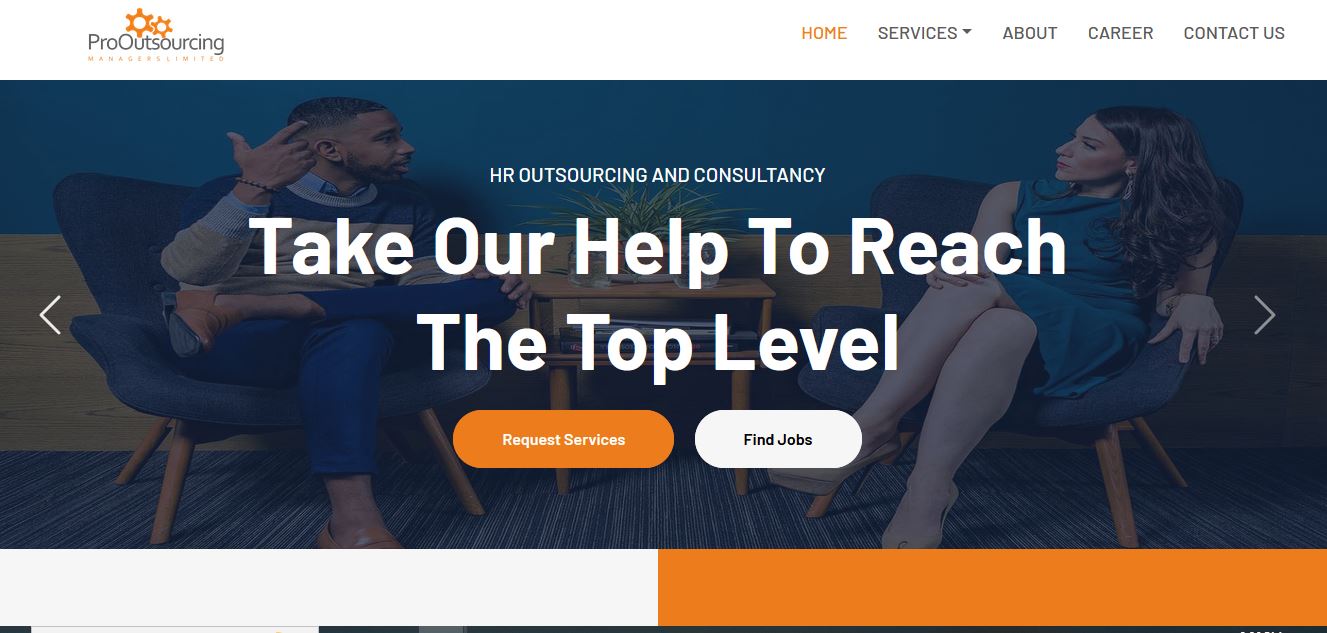 ProOutsourcing
MANAGERS LIMITED
HOME
SERVICES
ABOUT
CAREER
CONTACT US
HR OUTSOURCING AND CONSULTANCY
Take Our Help To Reach
The Top Level
Request Services
Find Jobs